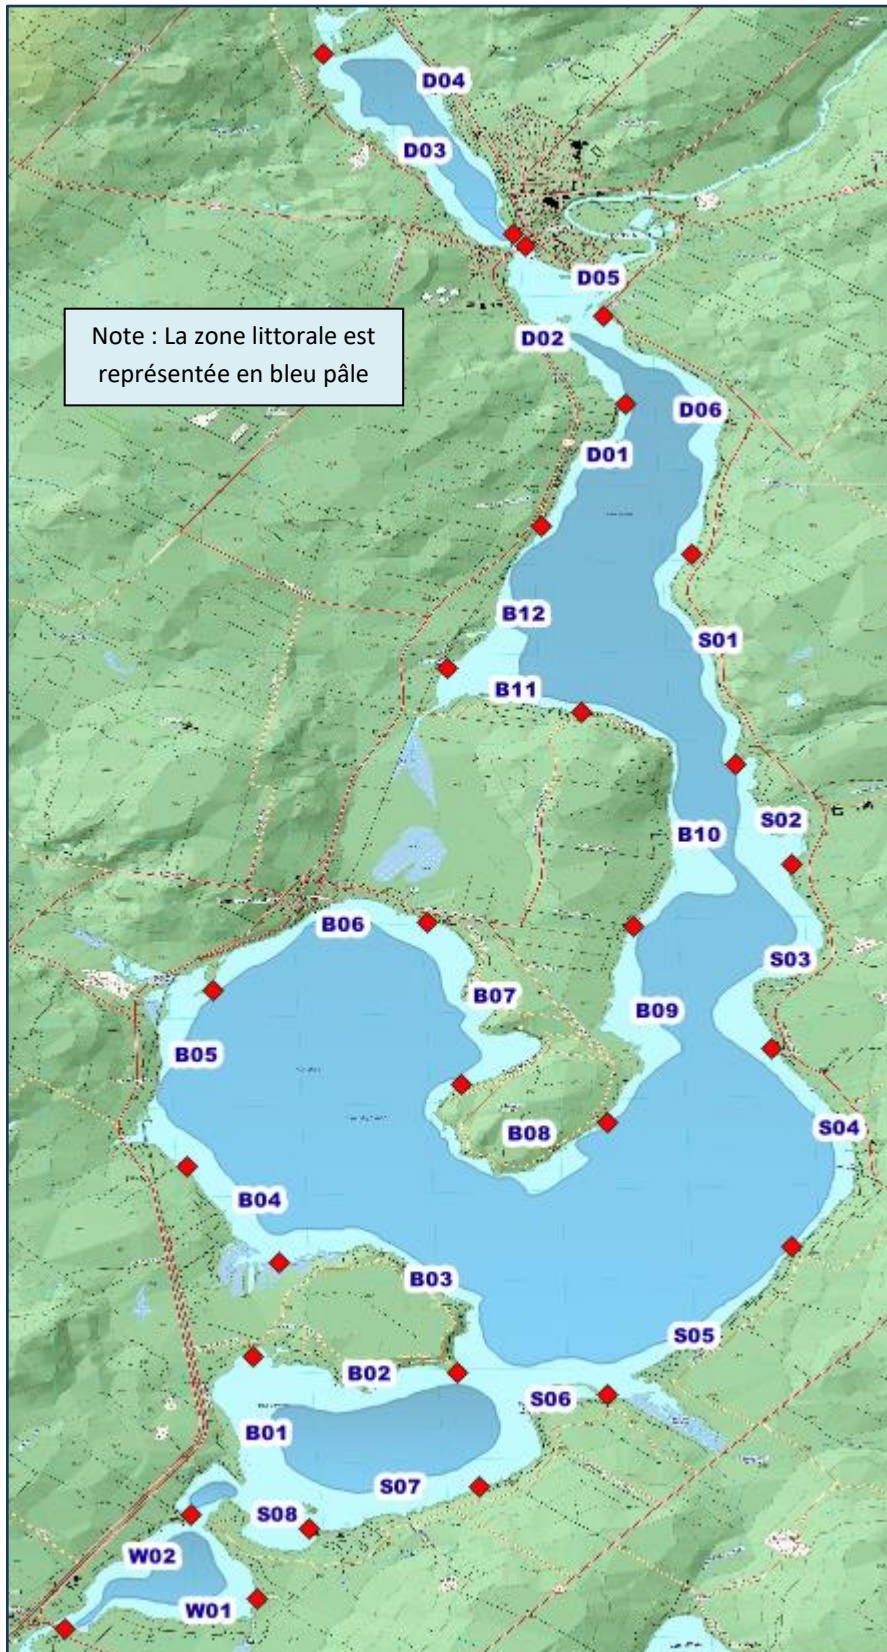 D04
D03
D05
Note : La zone littorale est
représentée en bleu pâle
D02
D06
D01
B12
S01
B11
S02
B10
B06
S03
B07
B09
B05
S04
B08
B04
B03
S05
B02
S06
B01
S07
S08
W02
W01